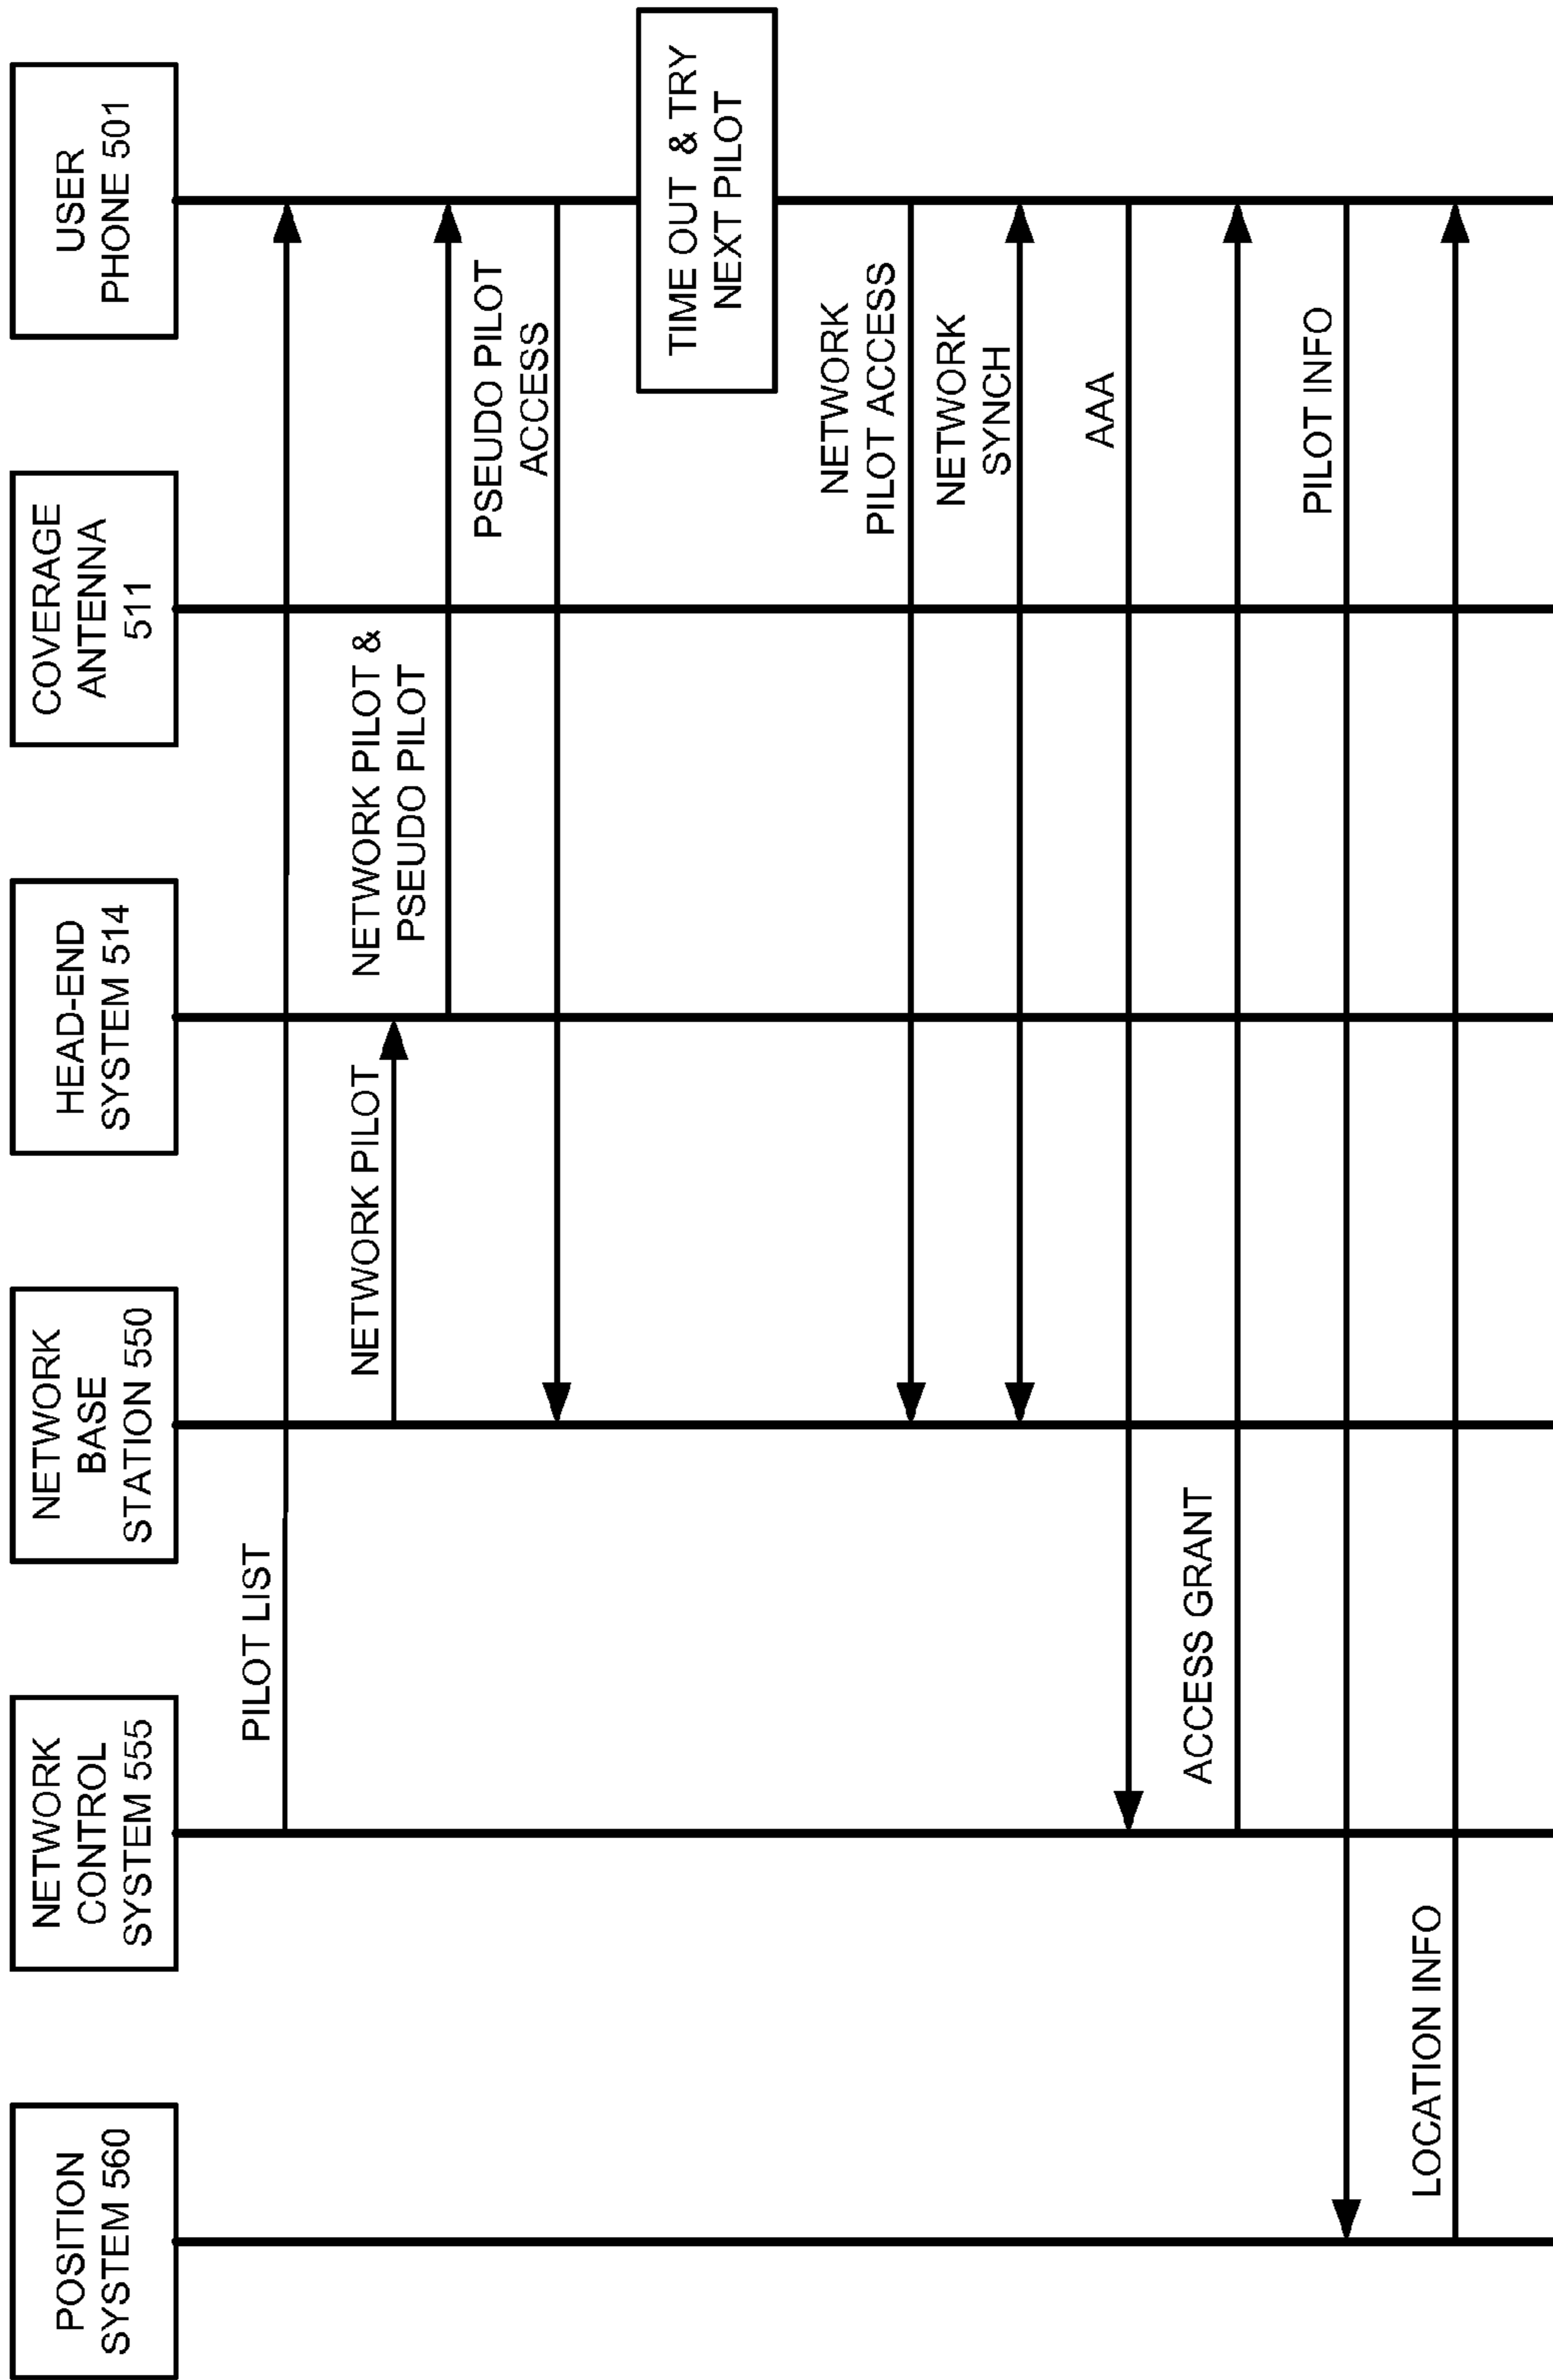 POSITION
SYSTEM 560
NETWORK
CONTROL
SYSTEM 555
NETWORK
BASE
STATION 550
HEAD-END
SYSTEM 514
COVERAGE
ANTENNA
511
USER
PHONE 501
PILOT LIST
NETWORK PILOT
NETWORK PILOT &
PSEUDO PILOT
PSEUDO PILOT
ACCESS
TIME OUT & TRY
NEXT PILOT
NETWORK
PILOT ACCESS
NETWORK
SYNCH
AAA
ACCESS GRANT
PILOT INFO
LOCATION INFO